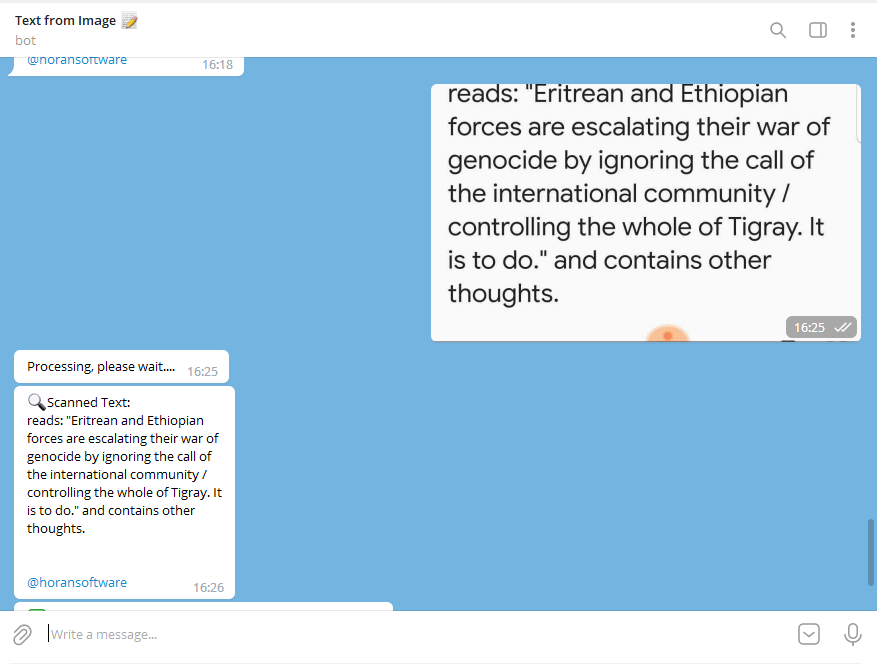 Text from Image 📝
bot
@horansoftware
16:18
reads: "Eritrean and Ethiopian
forces are escalating their war of
genocide by ignoring the call of
the international community /
controlling the whole of Tigray. It
is to do." and contains other
thoughts.
16:25
Processing, please wait....
16:25
🔍Scanned Text:
reads: "Eritrean and Ethiopian
forces are escalating their war of
genocide by ignoring the call of
the international community /
controlling the whole of Tigray. It
is to do." and contains other
thoughts.
@horansoftware
16:26
Write a message...